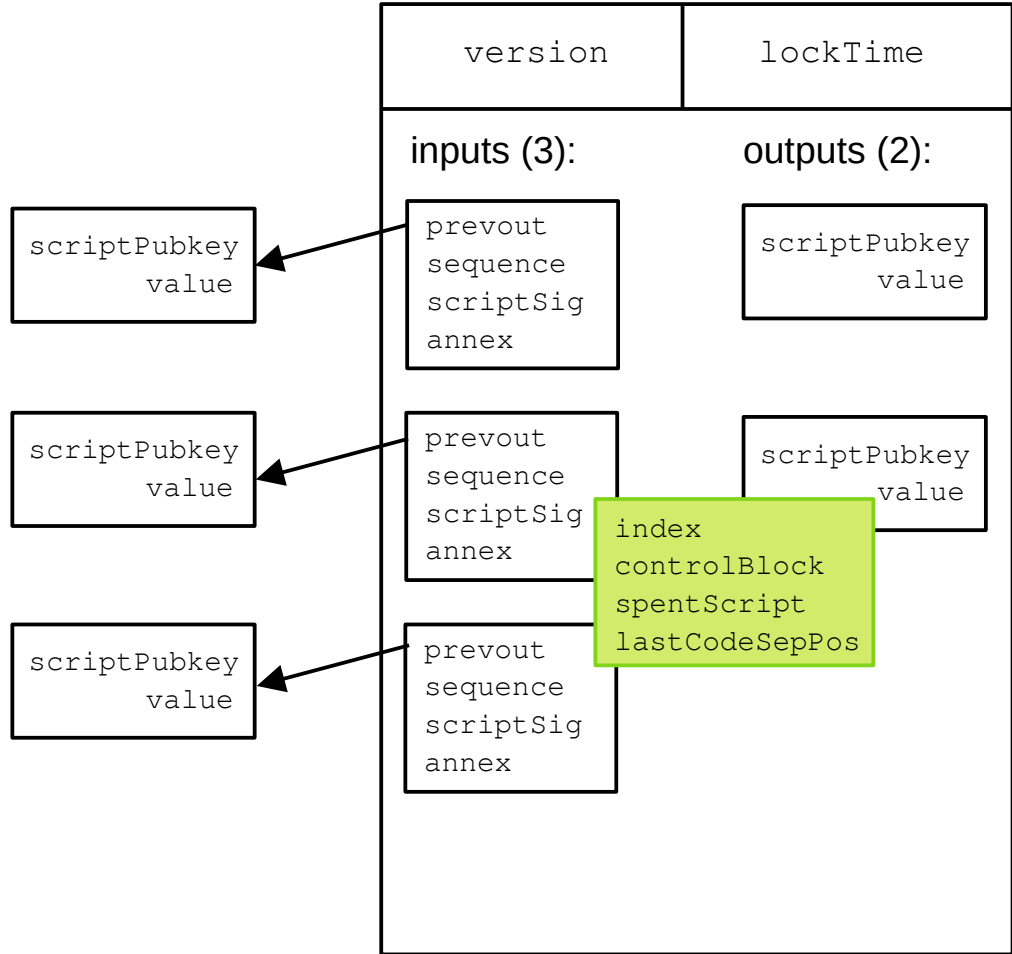 version
lockTime
inputs (3):
outputs (2):
scriptPubkey
value
prevout
sequence
scriptSig
annex
scriptPubkey
value
scriptPubkey
value
prevout
sequence
scriptSig
annex
scriptPubkey
value
index
controlBlock
spentScript
lastCodeSepPos
scriptPubkey
value
prevout
sequence
scriptSig
annex